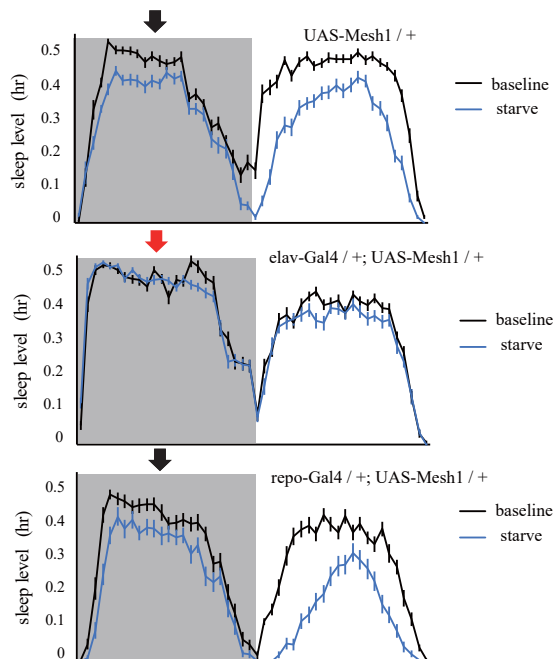 UAS-Mesh1 / +
sleep level (hr)
0.5
0.4
0.3
0.2
0.1
0
baseline
starve
elav-Gal4 / +; UAS-Mesh1 / +
sleep level (hr)
0.5
0.4
0.3
0.2
0.1
0
baseline
starve
repo-Gal4 / +; UAS-Mesh1 / +
sleep level (hr)
0.5
0.4
0.3
0.2
0.1
0
baseline
starve